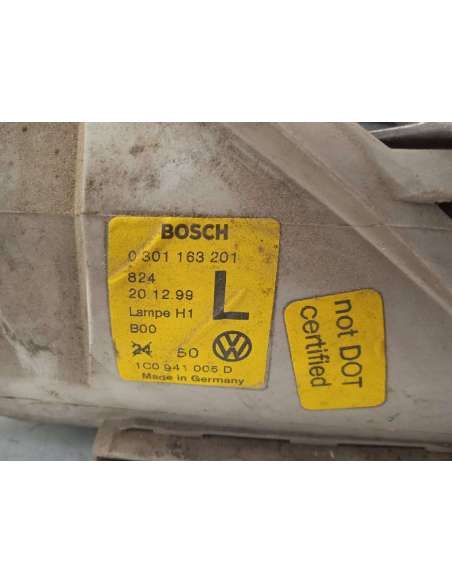 BOSCH
0 301 163 201
824
20.12.99
L
Lampe H1
B00
24 50
1C0 941 005 D
Made in Germany
not DOT
certified